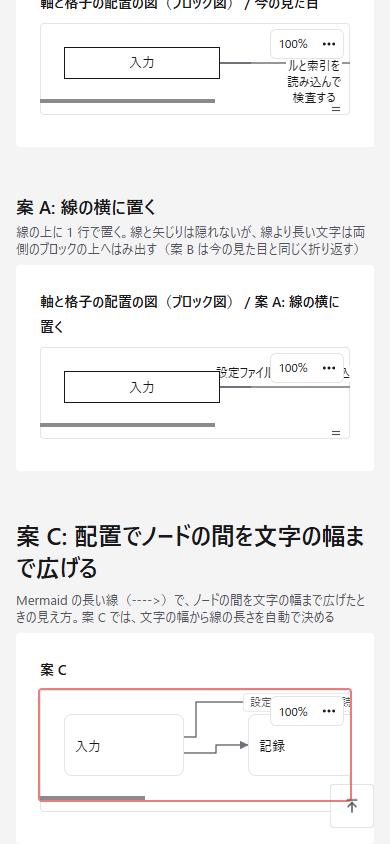 軸と格子の配置の図（ブロック図） / 今の見た目
100% •••
入力
ルと索引を
読み込んで
検査する
案 A: 線の横に置く
線の上に 1 行で置く。線と矢じりは隠れないが、線より長い文字は両
側のブロックの上へはみ出す（案 B は今の見た目と同じく折り返す）
軸と格子の配置の図（ブロック図） / 案 A: 線の横に
置く
設定ファイル
100% •••
入力
案 C: 配置でノードの間を文字の幅ま
で広げる
Mermaid の長い線（---->）で、ノードの間を文字の幅まで広げたと
きの見え方。案 C では、文字の幅から線の長さを自動で決める
案 C
設定
100% •••
入力
記録